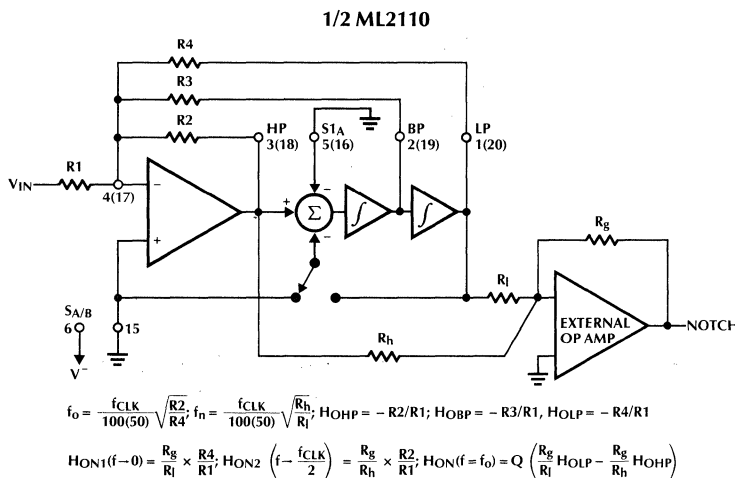 1/2 ML2110
R4
R3
R2
HP
3(18)
S1A
5(16)
BP
2(19)
LP
1(20)
R1
VIN
4(17)
−
+
+
−
Σ
−
∫
∫
Rg
Rl
SA/B
6
15
V−
Rh
EXTERNAL
OP AMP
NOTCH
fo = fCLK/100(50) √(R2/R4); fn = fCLK/100(50) √(Rh/Rl); HOHP = − R2/R1; HOBP = − R3/R1, HOLP = − R4/R1
HON1(f→0) = Rg/Rl × R4/R1; HON2 (f→ fCLK/2) = Rg/Rh × R2/R1; HON(f = fo) = Q (Rg/Rl HOLP − Rg/Rh HOHP)